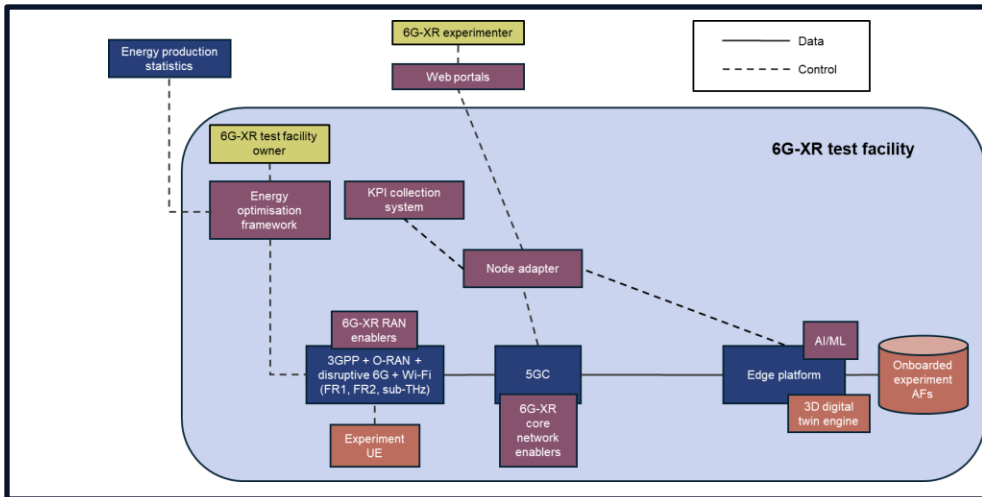 6G-XR experimenter
Data
Control
Energy production
statistics
Web portals
6G-XR test facility
owner
6G-XR test facility
Energy
optimisation
framework
KPI collection
system
Node adapter
6G-XR RAN
enablers
AI/ML
3GPP + O-RAN +
disruptive 6G + Wi-Fi
(FR1, FR2, sub-THz)
5GC
Edge platform
Onboarded
experiment
AFs
6G-XR
core
network
enablers
3D digital
twin engine
Experiment
UE